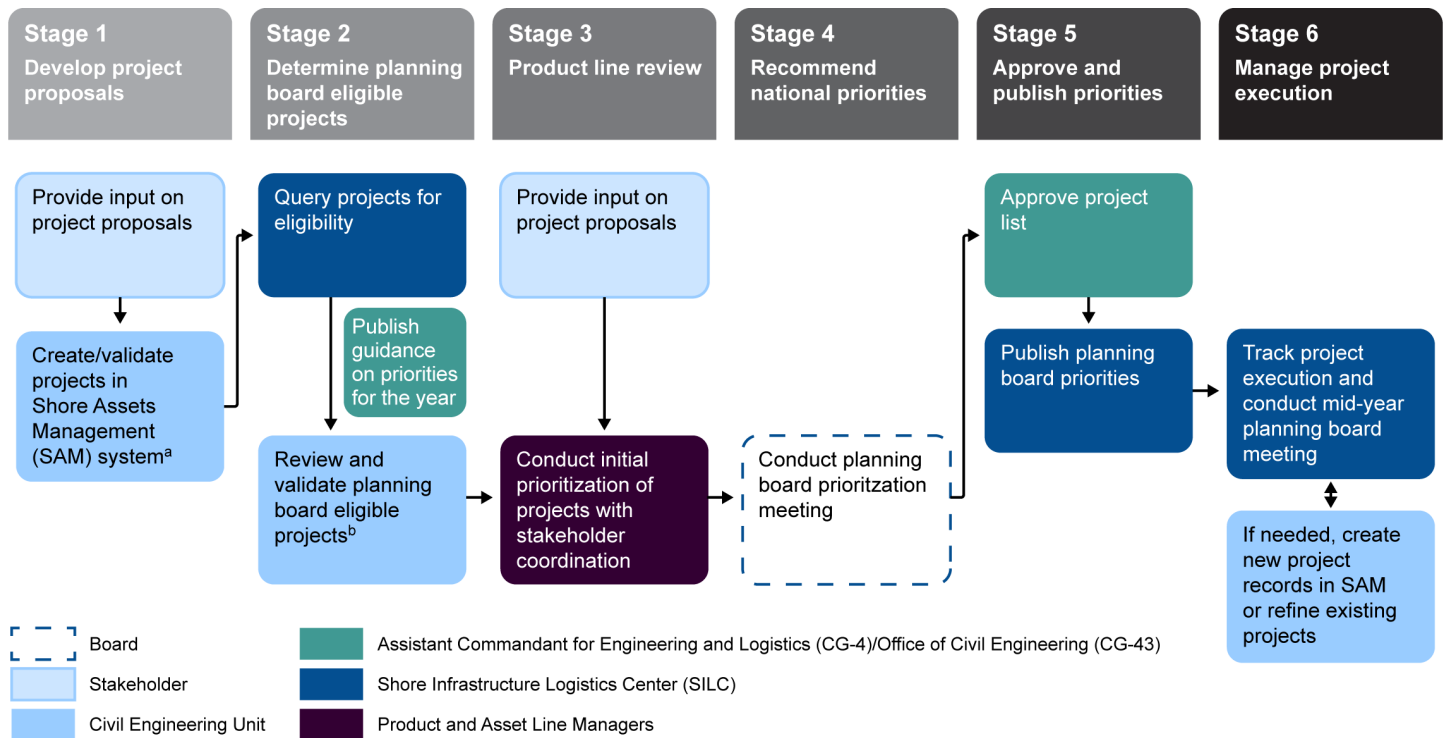 Stage 1
Develop project
proposals
Stage 2
Determine planning
board eligible
projects
Stage 3
Product line review
Stage 4
Recommend
national priorities
Stage 5
Approve and
publish priorities
Stage 6
Manage project
execution
Provide input on
project proposals
Create/validate
projects in
Shore Assets
Management
(SAM) systemᵃ
Query projects for
eligibility
Publish
guidance
on priorities
for the year
Review and
validate planning
board eligible
projectsᵇ
Provide input on
project proposals
Conduct initial
prioritization of
projects with
stakeholder
coordination
Conduct planning
board prioritzation
meeting
Approve project
list
Publish planning
board priorities
Track project
execution and
conduct mid-year
planning board
meeting
If needed, create
new project
records in SAM
or refine existing
projects
Board
Stakeholder
Civil Engineering Unit
Assistant Commandant for Engineering and Logistics (CG-4)/Office of Civil Engineering (CG-43)
Shore Infrastructure Logistics Center (SILC)
Product and Asset Line Managers